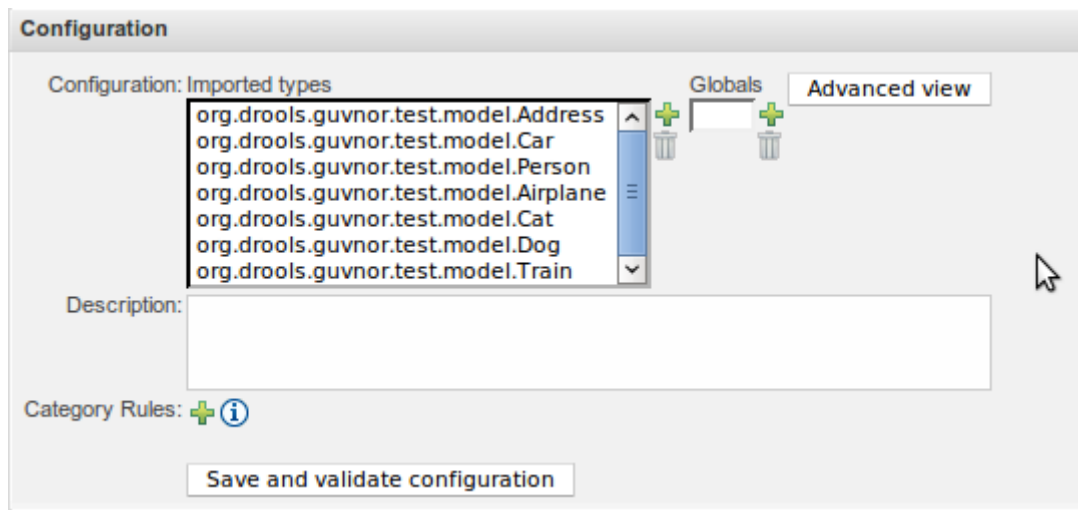 Configuration
Configuration: Imported types Globals Advanced view
org.drools.guvnor.test.model.Address
org.drools.guvnor.test.model.Car
org.drools.guvnor.test.model.Person
org.drools.guvnor.test.model.Airplane
org.drools.guvnor.test.model.Cat
org.drools.guvnor.test.model.Dog
org.drools.guvnor.test.model.Train
Description:
Category Rules:
Save and validate configuration